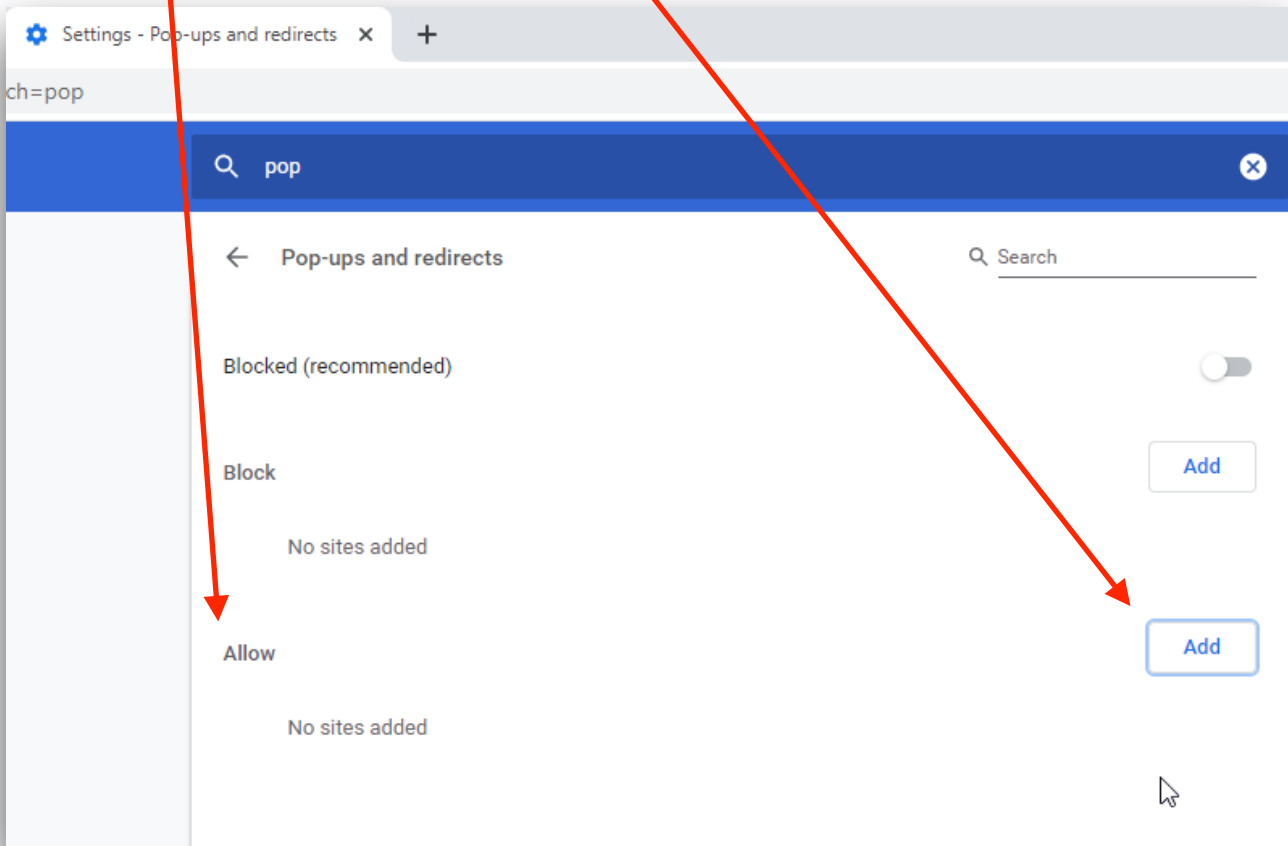 Settings - Pop-ups and redirects
ch=pop
pop
Pop-ups and redirects
Search
Blocked (recommended)
Block
Add
No sites added
Allow
Add
No sites added